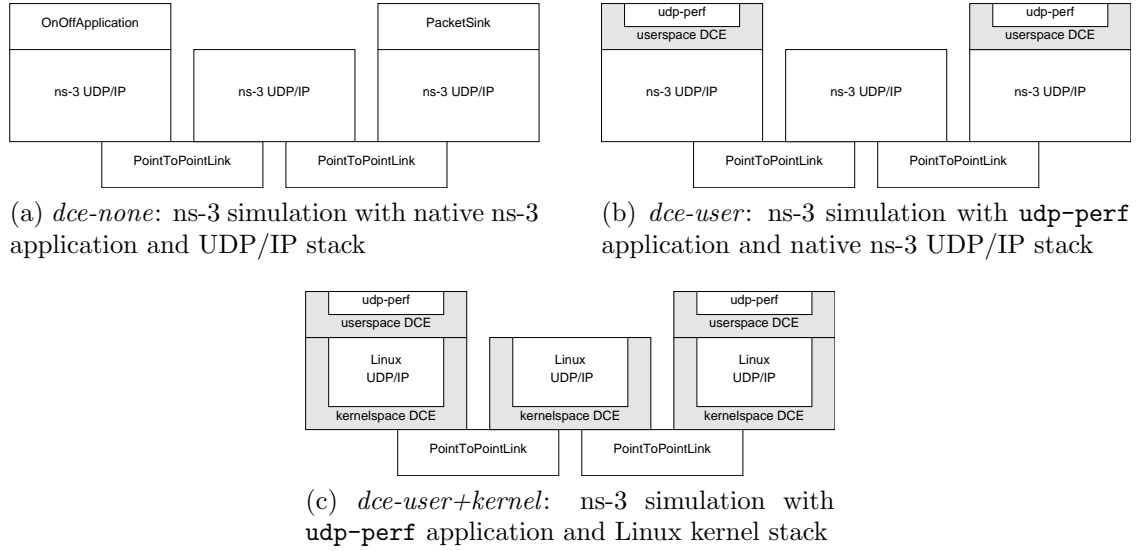 OnOffApplication
PacketSink
ns-3 UDP/IP
ns-3 UDP/IP
ns-3 UDP/IP
PointToPointLink
PointToPointLink
(a) dce-none: ns-3 simulation with native ns-3
application and UDP/IP stack
udp-perf
userspace DCE
udp-perf
userspace DCE
ns-3 UDP/IP
ns-3 UDP/IP
ns-3 UDP/IP
PointToPointLink
PointToPointLink
(b) dce-user: ns-3 simulation with udp-perf
application and native ns-3 UDP/IP stack
udp-perf
userspace DCE
udp-perf
userspace DCE
Linux
UDP/IP
kernelspace DCE
Linux
UDP/IP
kernelspace DCE
Linux
UDP/IP
kernelspace DCE
PointToPointLink
PointToPointLink
(c) dce-user+kernel: ns-3 simulation with
udp-perf application and Linux kernel stack